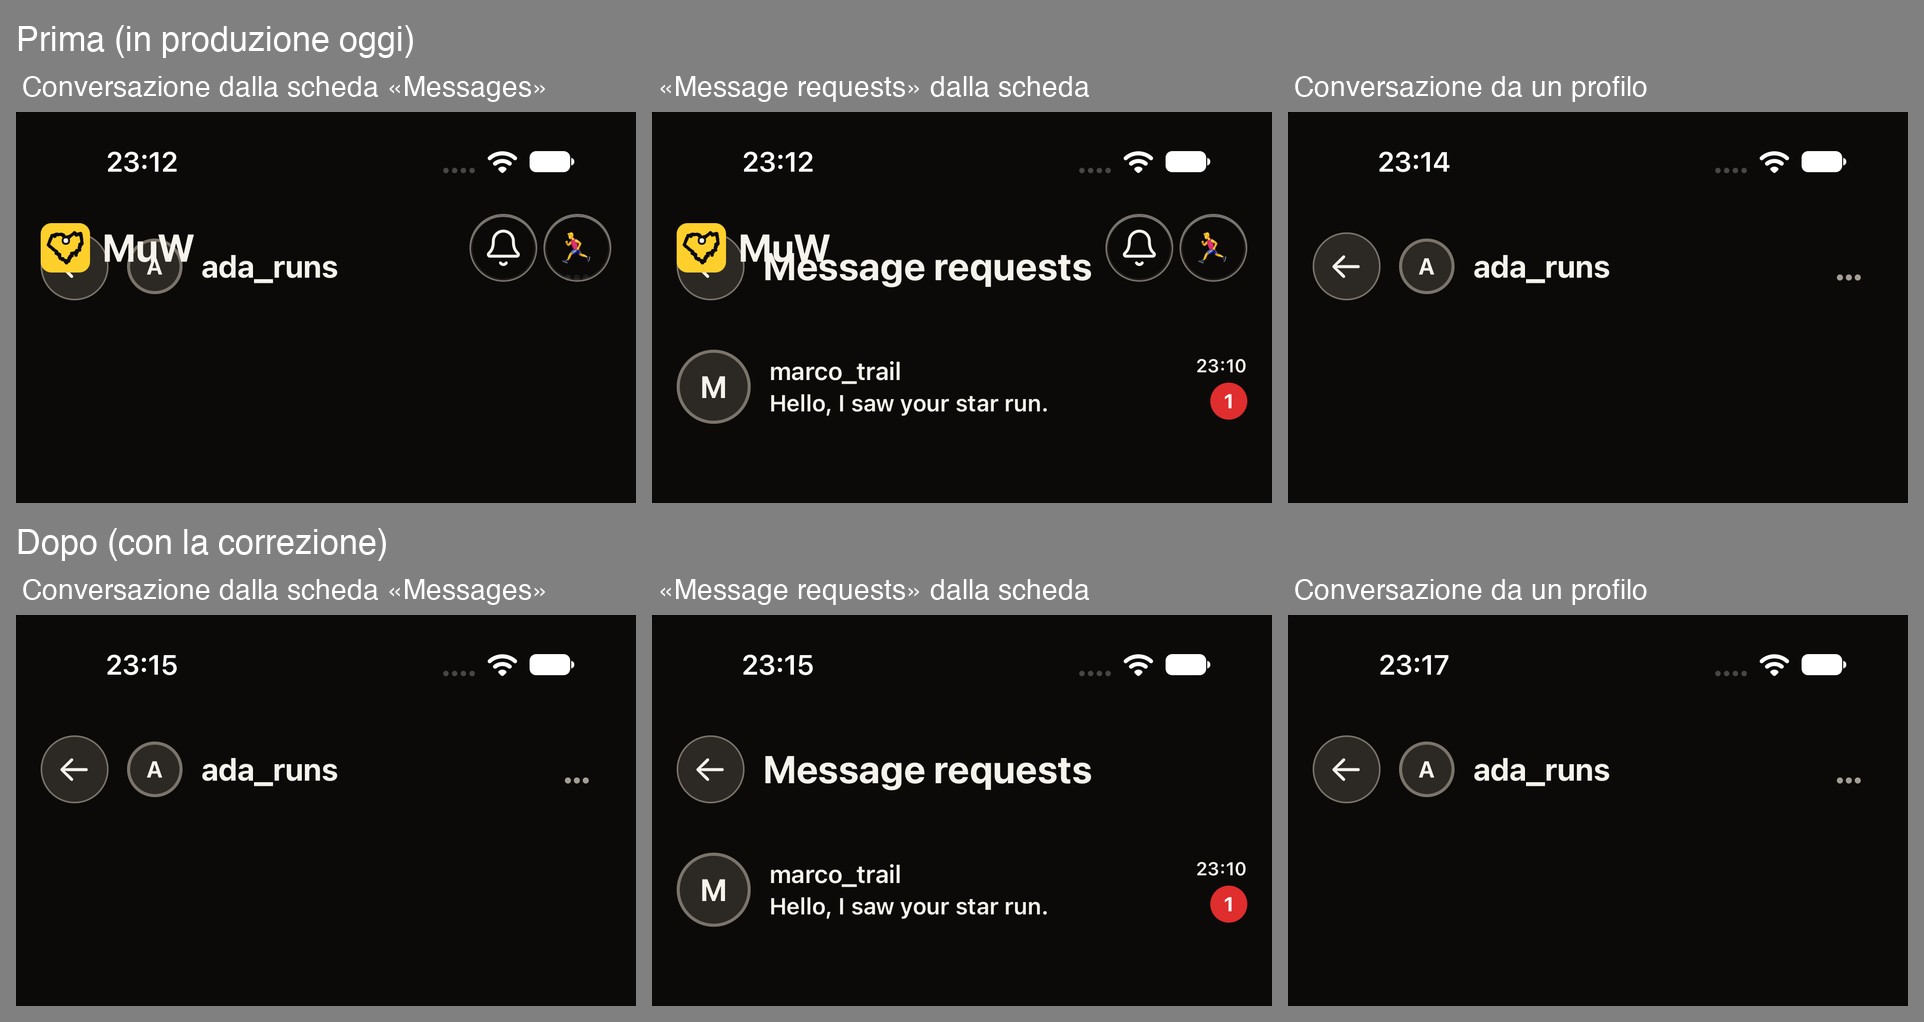 Prima (in produzione oggi)
Conversazione dalla scheda «Messages»
23:12
MuW
A
ada_runs
«Message requests» dalla scheda
23:12
MuW
Message requests
M
marco_trail
23:10
Hello, I saw your star run.
1
Conversazione da un profilo
23:14
A
ada_runs
Dopo (con la correzione)
Conversazione dalla scheda «Messages»
23:15
A
ada_runs
«Message requests» dalla scheda
23:15
Message requests
M
marco_trail
23:10
Hello, I saw your star run.
1
Conversazione da un profilo
23:17
A
ada_runs